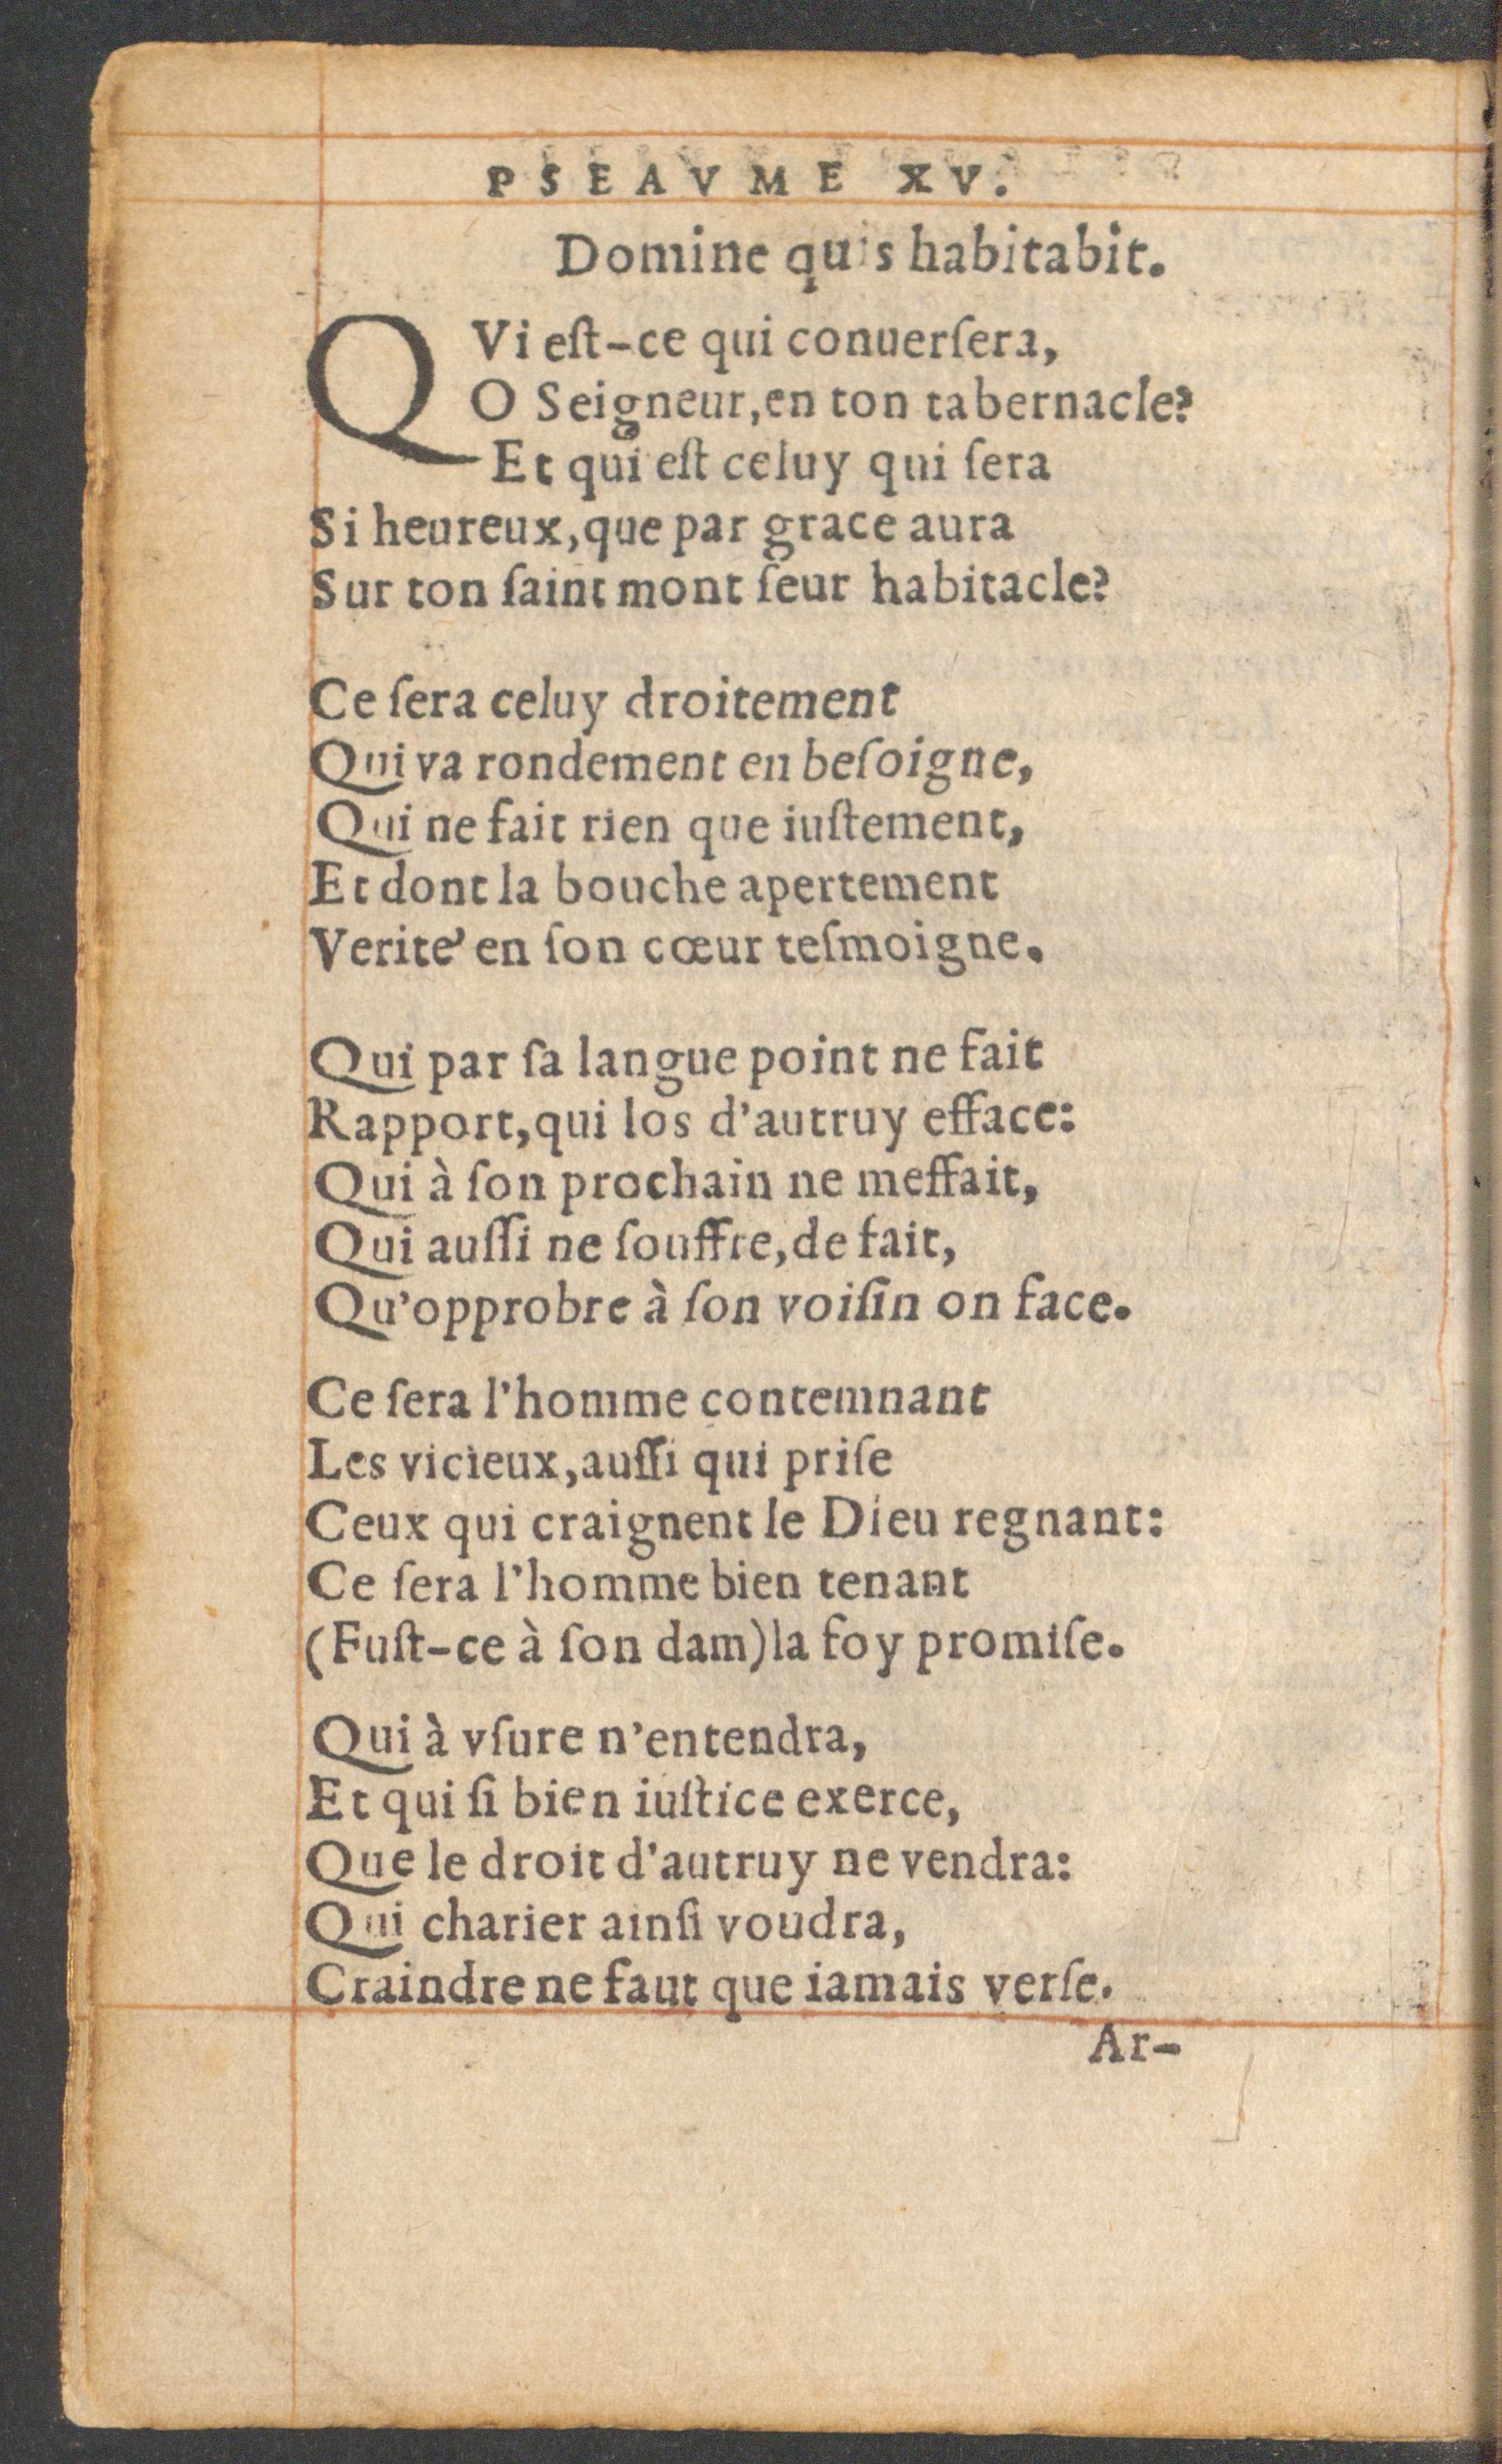 PSEAVME XV.
Domine quis habitabit.
QVi eſt-ce qui conuerſera,
O Seigneur, en ton tabernacle?
Et qui eſt celuy qui ſera
Si heureux, que par grace aura
Sur ton ſaint mont ſeur habitacle?

Ce ſera celuy droitement
Qui va rondement en beſoigne,
Qui ne fait rien que iuſtement,
Et dont la bouche apertement
Verité en ſon cœur teſmoigne.

Qui par ſa langue point ne fait
Rapport, qui los d'autruy efface:
Qui à ſon prochain ne meffait,
Qui auſſi ne ſouffre, de fait,
Qu'opprobre à ſon voiſin on face.

Ce ſera l'homme contemnant
Les vicieux, auſſi qui priſe
Ceux qui craignent le Dieu regnant:
Ce ſera l'homme bien tenant
(Fuſt-ce à ſon dam) la foy promiſe.

Qui à vſure n'entendra,
Et qui ſi bien iuſtice exerce,
Que le droit d'autruy ne vendra:
Qui charier ainſi voudra,
Craindre ne faut que iamais verſe.
Ar-